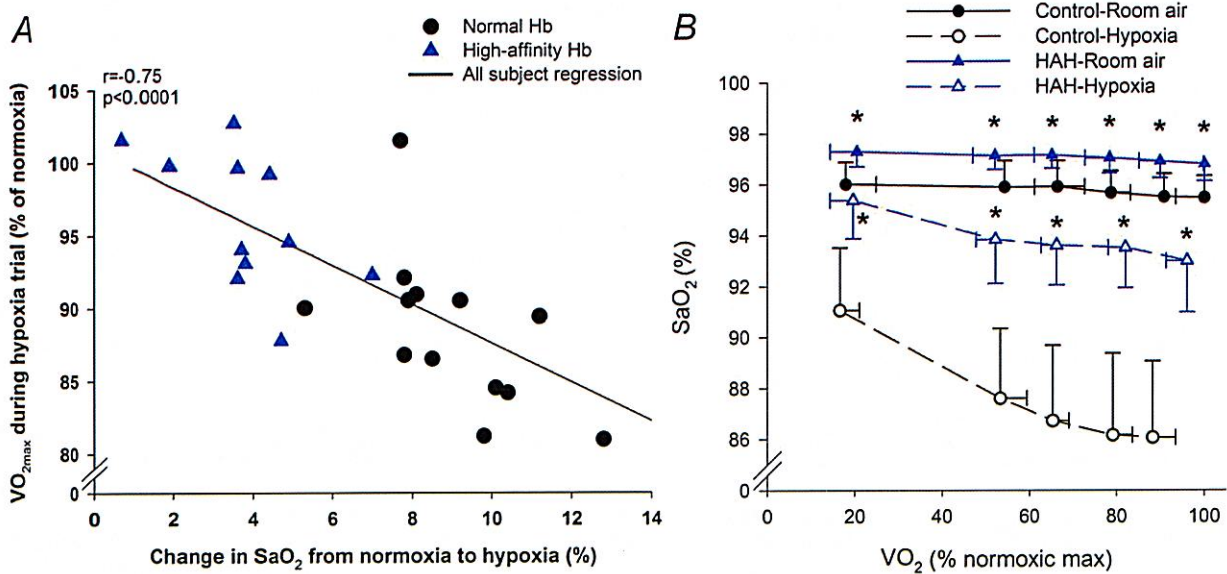 A
Normal Hb
High-affinity Hb
All subject regression
r=-0.75
p<0.0001
VO2max during hypoxia trial (% of normoxia)
105
100
95
90
85
80
0
0 2 4 6 8 10 12 14
Change in SaO2 from normoxia to hypoxia (%)
B
Control-Room air
Control-Hypoxia
HAH-Room air
HAH-Hypoxia
SaO2 (%)
100
98
96
94
92
90
88
86
0
* * * * * *
* * * * *
0 20 40 60 80 100
VO2 (% normoxic max)